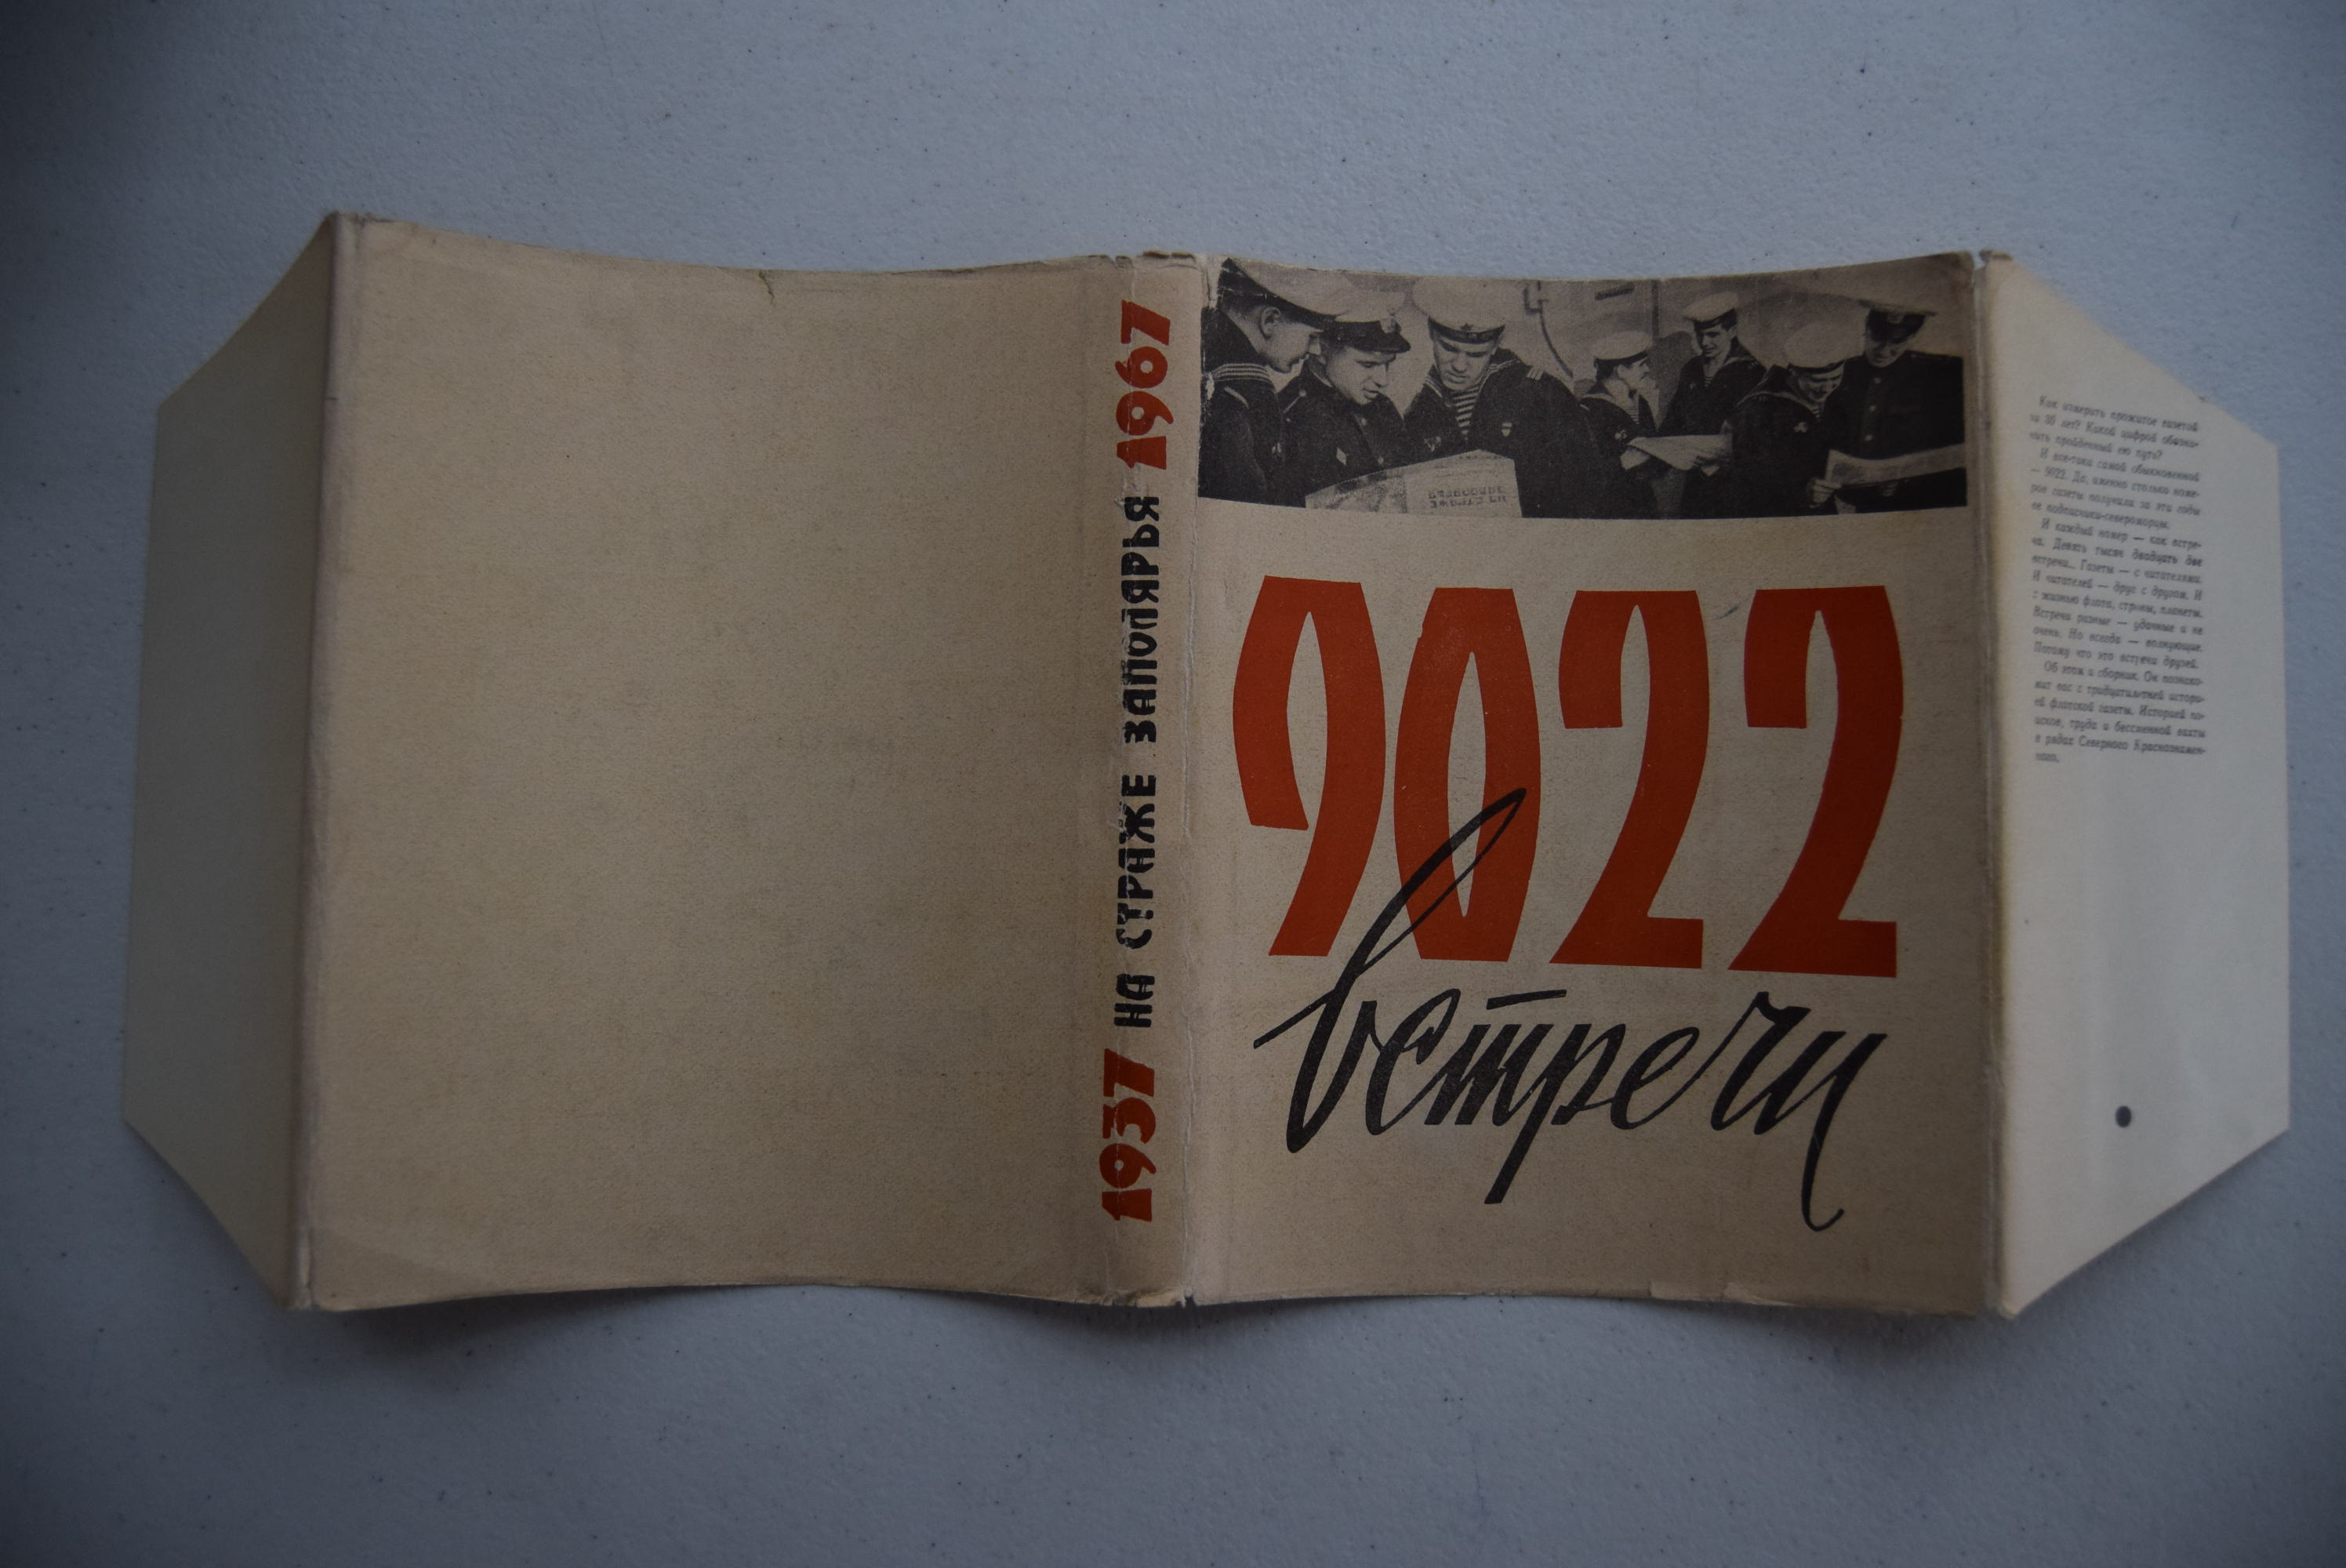 1937 НА СТРАЖЕ ЗАПОЛЯРЬЯ 1967
9022
встречи
Как измерить прожитое газетой
за 30 лет? Какой цифрой обозна-
чить пройденный ею путь?
И все-таки самой обыкновенной
— 9022. Да, именно столько номе-
ров газеты получили за эти годы
ее подписчики-североморцы.
И каждый номер — как встре-
ча. Девять тысяч двадцать две
встречи... Газеты — с читателями.
И читателей — друг с другом. И
с жизнью флота, страны, планеты.
Встречи разные — удачные и не
очень. Но всегда — волнующие.
Потому что это встречи друзей.
Об этом и сборник. Он познако-
мит вас с тридцатилетней истори-
ей флотской газеты. Историей по-
исков, труда и бессменной вахты
в рядах Северного Краснознамен-
ного.